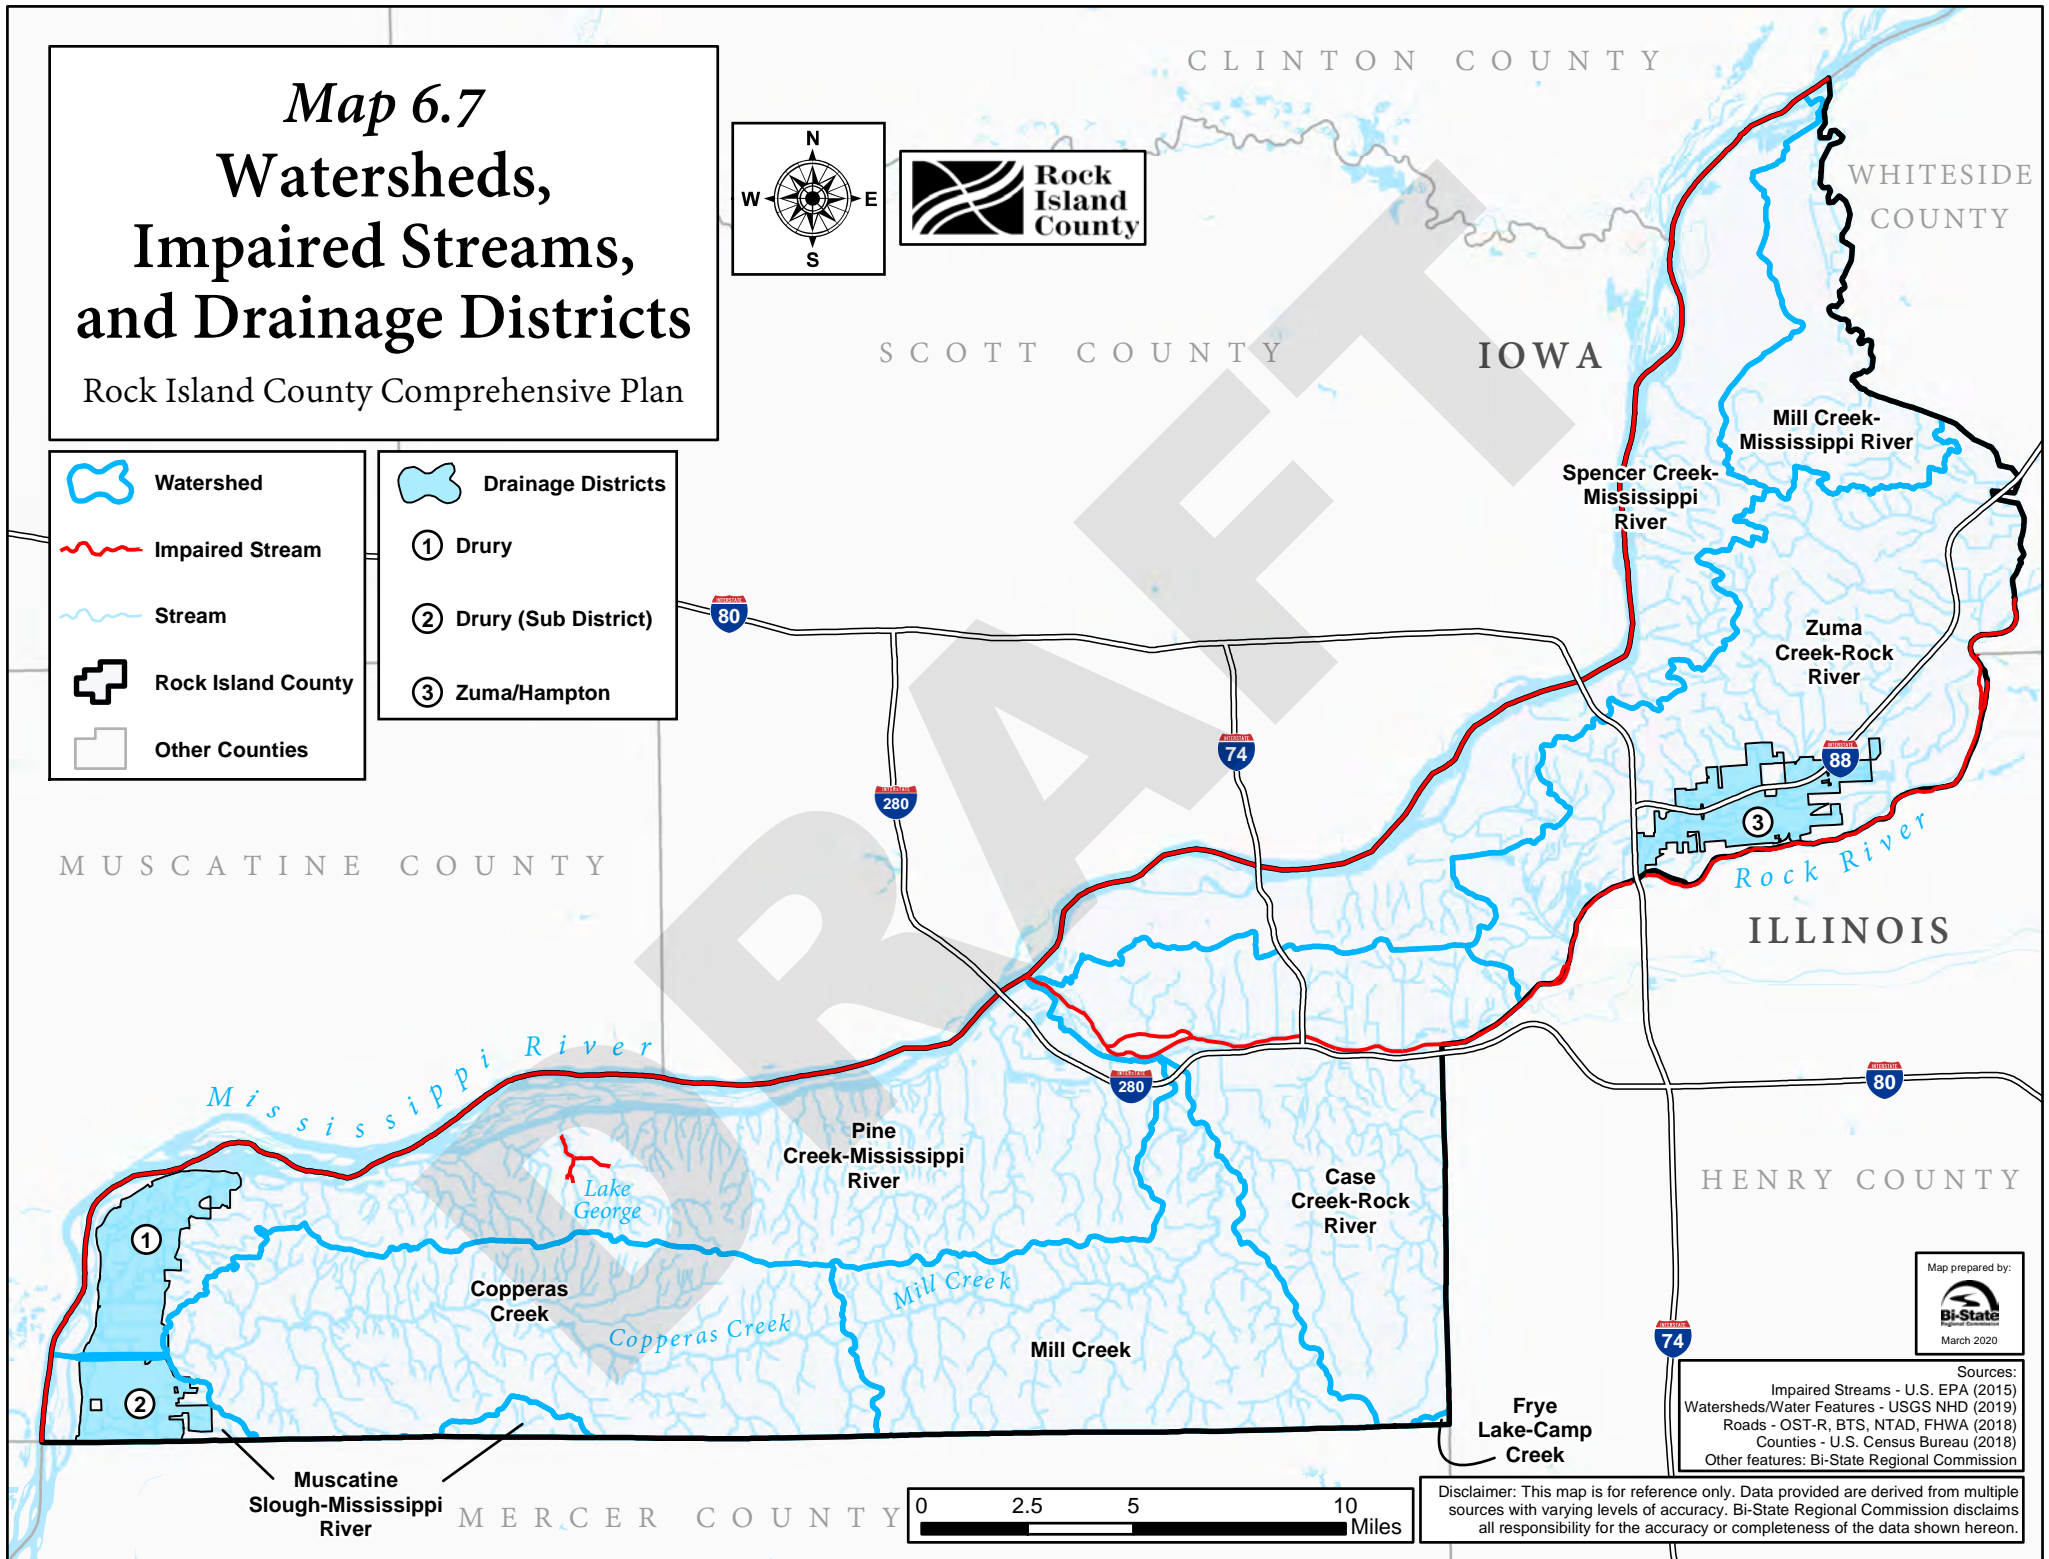 Map 6.7
Watersheds,
Impaired Streams,
and Drainage Districts
Rock Island County Comprehensive Plan
N
W
E
S
Rock
Island
County
Watershed
Impaired Stream
Stream
Rock Island County
Other Counties
Drainage Districts
1 Drury
2 Drury (Sub District)
3 Zuma/Hampton
CLINTON COUNTY
WHITESIDE
COUNTY
SCOTT COUNTY
IOWA
Mill Creek-
Mississippi River
Spencer Creek-
Mississippi
River
INTERSTATE
80
Zuma
Creek-Rock
River
INTERSTATE
74
INTERSTATE
88
INTERSTATE
280
3
MUSCATINE COUNTY
Rock River
ILLINOIS
Mississippi River
INTERSTATE
280
INTERSTATE
80
Pine
Creek-Mississippi
River
Case
Creek-Rock
River
HENRY COUNTY
Lake
George
1
Copperas
Creek
Mill Creek
Copperas Creek
Mill Creek
INTERSTATE
74
2
Frye
Lake-Camp
Creek
Muscatine
Slough-Mississippi
River
MERCER COUNTY
0 2.5 5 10
Miles
Map prepared by:
Bi-State
Regional Commission
March 2020
Sources:
Impaired Streams - U.S. EPA (2015)
Watersheds/Water Features - USGS NHD (2019)
Roads - OST-R, BTS, NTAD, FHWA (2018)
Counties - U.S. Census Bureau (2018)
Other features: Bi-State Regional Commission
Disclaimer: This map is for reference only. Data provided are derived from multiple
sources with varying levels of accuracy. Bi-State Regional Commission disclaims
all responsibility for the accuracy or completeness of the data shown hereon.
DRAFT